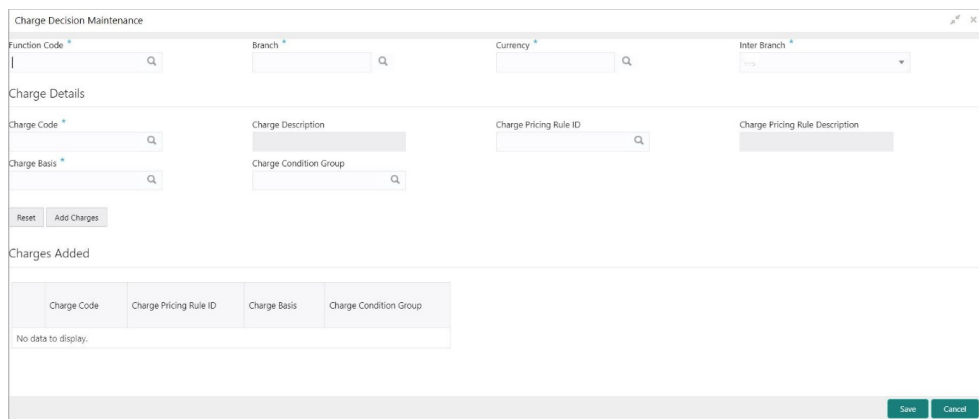 Charge Decision Maintenance
Function Code *
Branch *
Currency *
Inter Branch *
Charge Details
Charge Code *
Charge Description
Charge Pricing Rule ID
Charge Pricing Rule Description
Charge Basis *
Charge Condition Group
Reset
Add Charges
Charges Added
Charge Code
Charge Pricing Rule ID
Charge Basis
Charge Condition Group
No data to display.
Save
Cancel